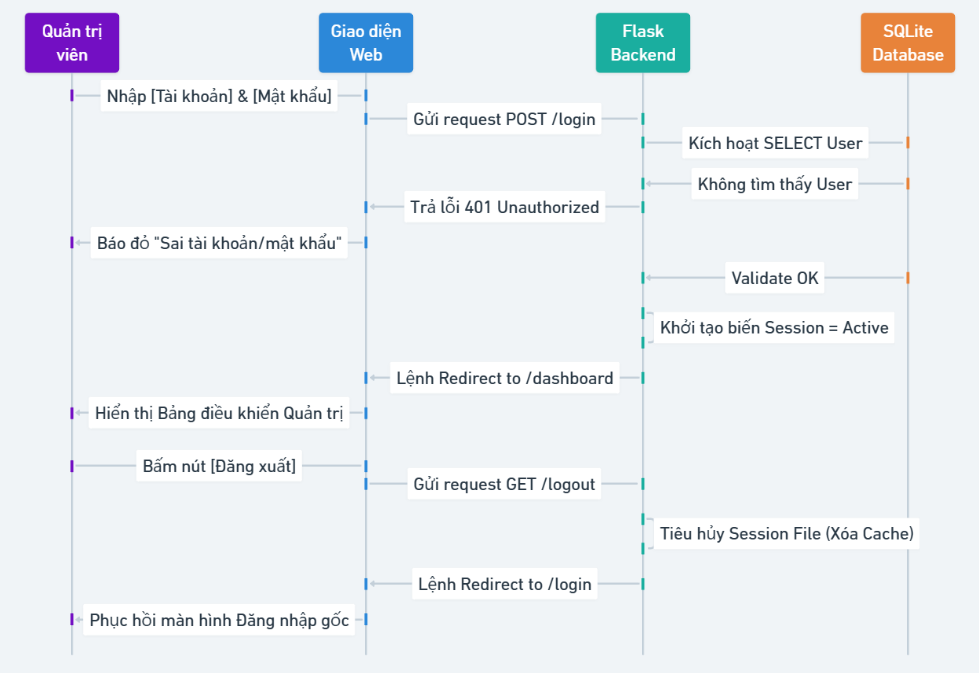 Quản trị
viên
Giao diện
Web
Flask
Backend
SQLite
Database
Nhập [Tài khoản] & [Mật khẩu]
Gửi request POST /login
Kích hoạt SELECT User
Không tìm thấy User
Trả lỗi 401 Unauthorized
Báo đỏ "Sai tài khoản/mật khẩu"
Validate OK
Khởi tạo biến Session = Active
Lệnh Redirect to /dashboard
Hiển thị Bảng điều khiển Quản trị
Bấm nút [Đăng xuất]
Gửi request GET /logout
Tiêu hủy Session File (Xóa Cache)
Lệnh Redirect to /login
Phục hồi màn hình Đăng nhập gốc